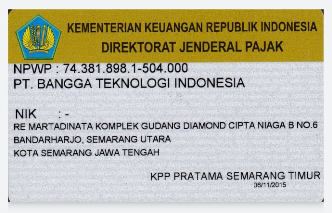 KEMENTERIAN KEUANGAN REPUBLIK INDONESIA
DIREKTORAT JENDERAL PAJAK
NPWP : 74.381.898.1-504.000
PT. BANGGA TEKNOLOGI INDONESIA
NIK : -
RE MARTADINATA KOMPLEK GUDANG DIAMOND CIPTA NIAGA B NO.6
BANDARHARJO, SEMARANG UTARA
KOTA SEMARANG JAWA TENGAH
KPP PRATAMA SEMARANG TIMUR
06/11/2015